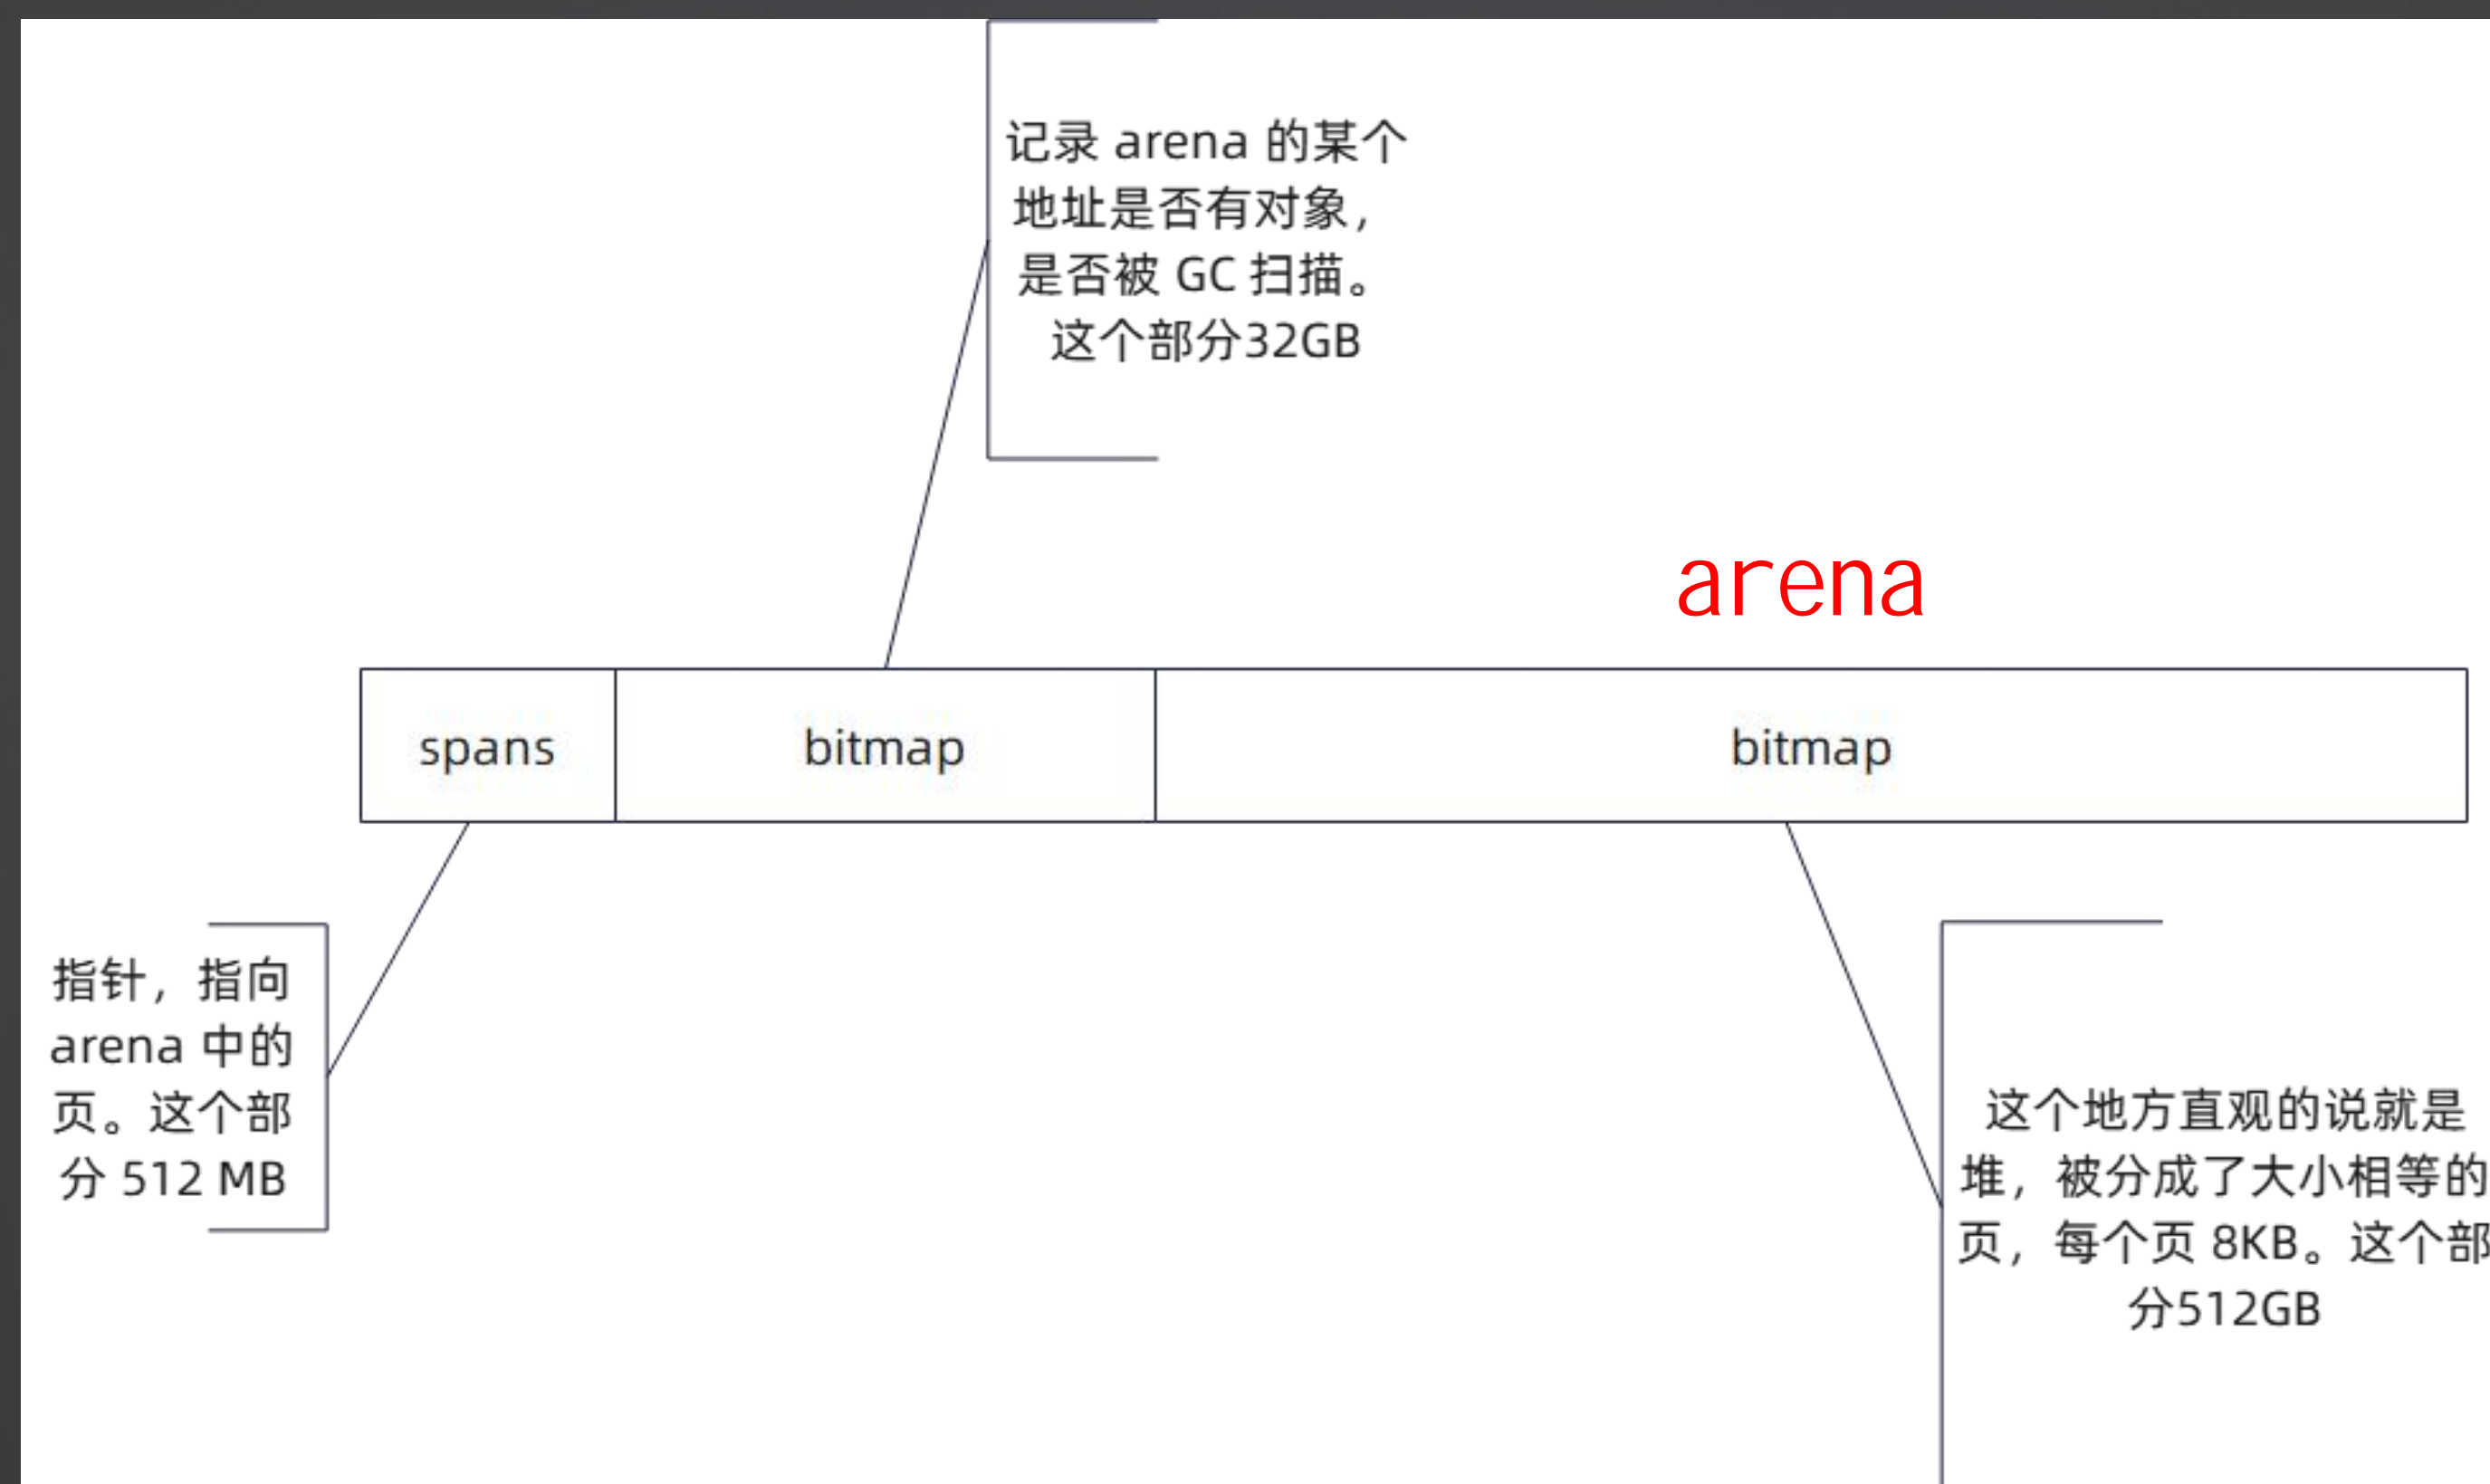 记录 arena 的某个
地址是否有对象，
是否被 GC 扫描。
这个部分32GB
arena
spans
bitmap
bitmap
指针，指向
arena 中的
页。这个部
分 512 MB
这个地方直观的说就是
堆，被分成了大小相等的
页，每个页 8KB。这个部
分512GB